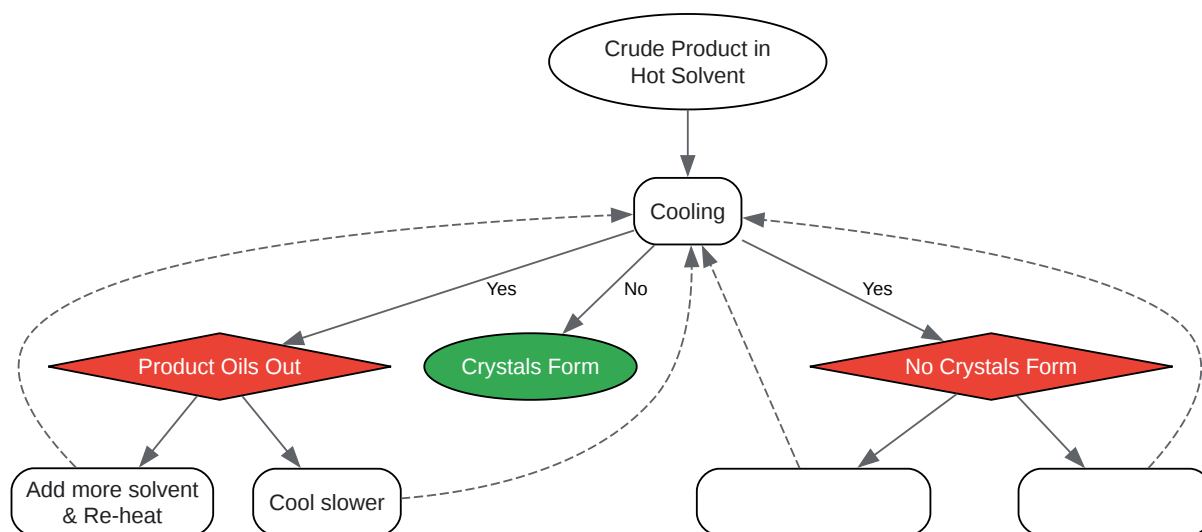 Crude Product in
Hot Solvent
Cooling
Yes
No
Yes
Product Oils Out
Crystals Form
No Crystals Form
Add more solvent
& Re-heat
Cool slower